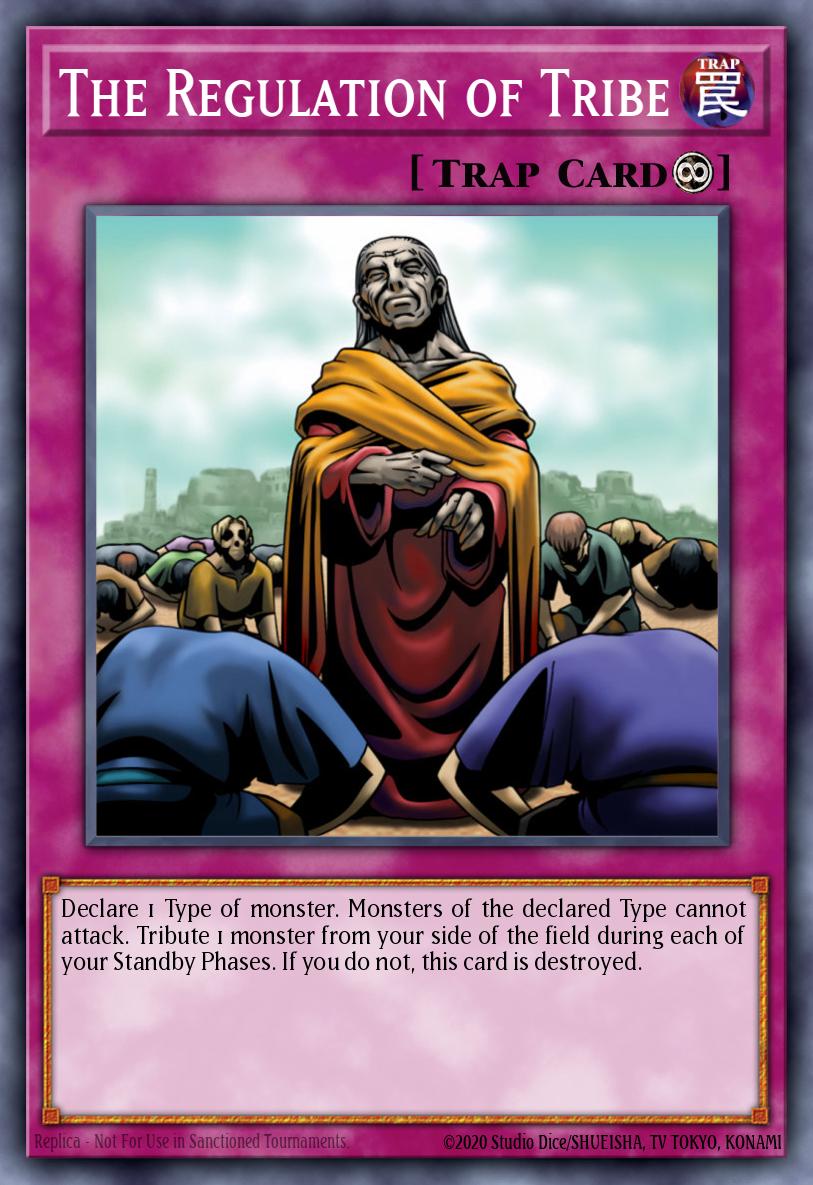 The Regulation of Tribe
TRAP
罠
[Trap Card∞]
Declare 1 Type of monster. Monsters of the declared Type cannot
attack. Tribute 1 monster from your side of the field during each of
your Standby Phases. If you do not, this card is destroyed.
Replica - Not For Use in Sanctioned Tournaments.
©2020 Studio Dice/SHUEISHA, TV TOKYO, KONAMI